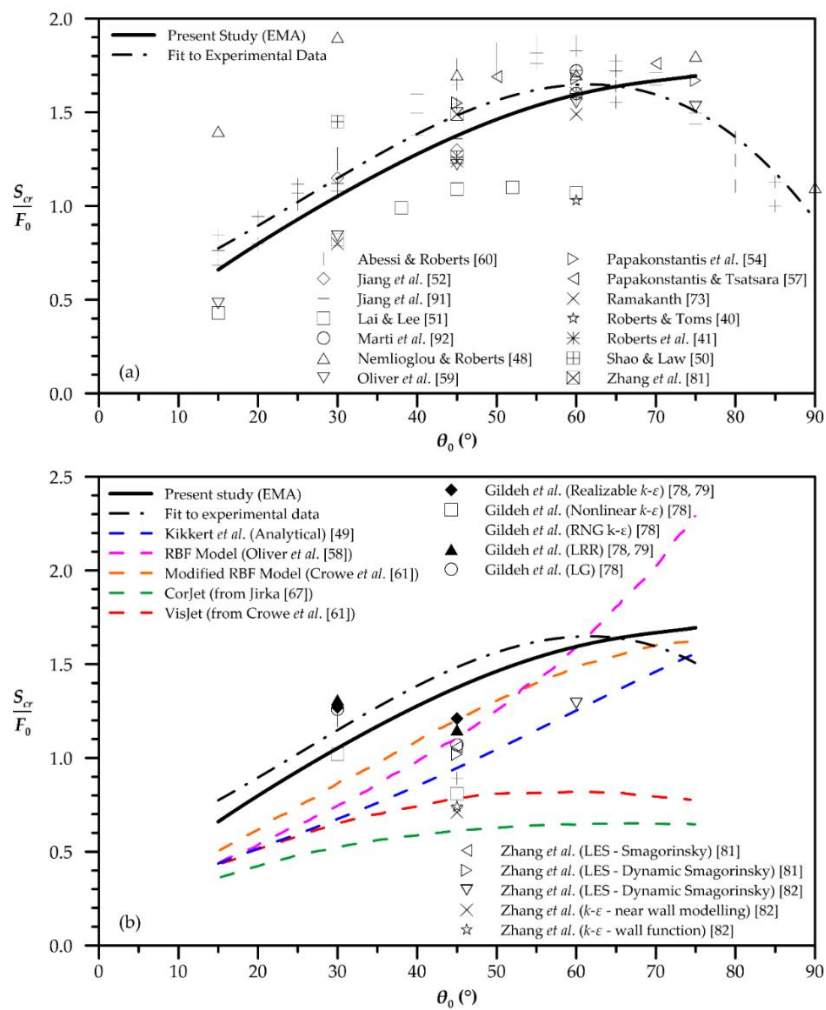 2.0
Present Study (EMA)
Fit to Experimental Data
1.5
S_cr
F_0
1.0
Abessi & Roberts [60]
Jiang et al. [52]
Jiang et al. [91]
Lai & Lee [51]
Marti et al. [92]
Nemlioglou & Roberts [48]
Oliver et al. [59]
Papakonstantis et al. [54]
Papakonstantis & Tsatsara [57]
Ramakanth [73]
Roberts & Toms [40]
Roberts et al. [41]
Shao & Law [50]
Zhang et al. [81]
0.5
(a)
0.0
0 10 20 30 40 50 60 70 80 90
θ_0 (°)
2.5
Present study (EMA)
Fit to experimental data
Kikkert et al. (Analytical) [49]
RBF Model (Oliver et al. [58])
Modified RBF Model (Crowe et al. [61])
CorJet (from Jirka [67])
VisJet (from Crowe et al. [61])
Gildeh et al. (Realizable k-ε) [78, 79]
Gildeh et al. (Nonlinear k-ε) [78]
Gildeh et al. (RNG k-ε) [78]
Gildeh et al. (LRR) [78, 79]
Gildeh et al. (LG) [78]
2.0
1.5
S_cr
F_0
1.0
0.5
Zhang et al. (LES - Smagorinsky) [81]
Zhang et al. (LES - Dynamic Smagorinsky) [81]
Zhang et al. (LES - Dynamic Smagorinsky) [82]
Zhang et al. (k-ε - near wall modelling) [82]
Zhang et al. (k-ε - wall function) [82]
(b)
0.0
0 10 20 30 40 50 60 70 80 90
θ_0 (°)